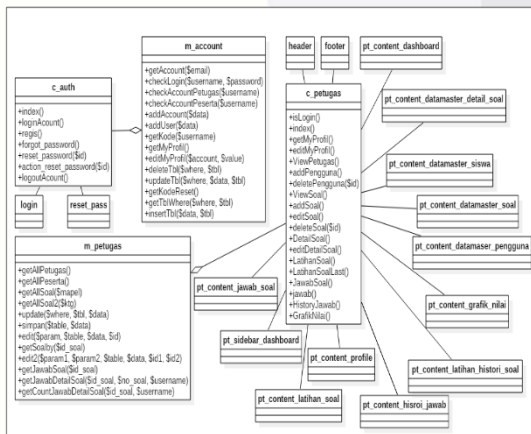 m_account
+getAccount($email)
+checkLogin($username, $password)
+checkAccountPetugas($username)
+checkAccountPeserta($username)
+addAccount($data)
+addUser($data)
+getKode($username)
+getMyProfil()
+editMyProfil($account, $value)
+deleteTbl($where, $tbl)
+updateTbl($where, $data, $tbl)
+getKodeReset()
+getTblWhere($where, $tbl)
+insertTbl($data, $tbl)
c_auth
+index()
+loginAcount()
+regis()
+forgot_password()
+reset_password($id)
+action_reset_password($id)
+logoutAcount()
login
reset_pass
m_petugas
+getAllPetugas()
+getAllPeserta()
+getAllSoal($mapel)
+getAllSoal2($ktg)
+update($where, $tbl, $data)
+simpan($table, $data)
+edit($param, $table, $data, $id)
+getSoalby($id_soal)
+edit2($param1, $param2, $table, $data, $id1, $id2)
+getJawabSoal($id_soal)
+getJawabDetailSoal($id_soal, $no_soal, $username)
+getCountJawabDetailSoal($id_soal, $username)
header
footer
c_petugas
+isLogin()
+index()
+getMyProfil()
+editMyProfil()
+ViewPetugas()
+addPengguna()
+deletePengguna($id)
+ViewSoal()
+addSoal()
+editSoal()
+deleteSoal($id)
+DetailSoal()
+editDetailSoal()
+LatihanSoal()
+LatihanSoalLast()
+JawabSoal()
+jawab()
+HistoryJawab()
+GrafikNilai()
pt_content_dashboard
pt_content_datamaster_detail_soal
pt_content_datamaster_siswa
pt_content_datamaster_soal
pt_content_datamaser_pengguna
pt_content_grafik_nilai
pt_content_latihan_histori_soal
pt_content_hisroi_jawab
pt_content_profile
pt_content_latihan_soal
pt_sidebar_dashboard
pt_content_jawab_soal